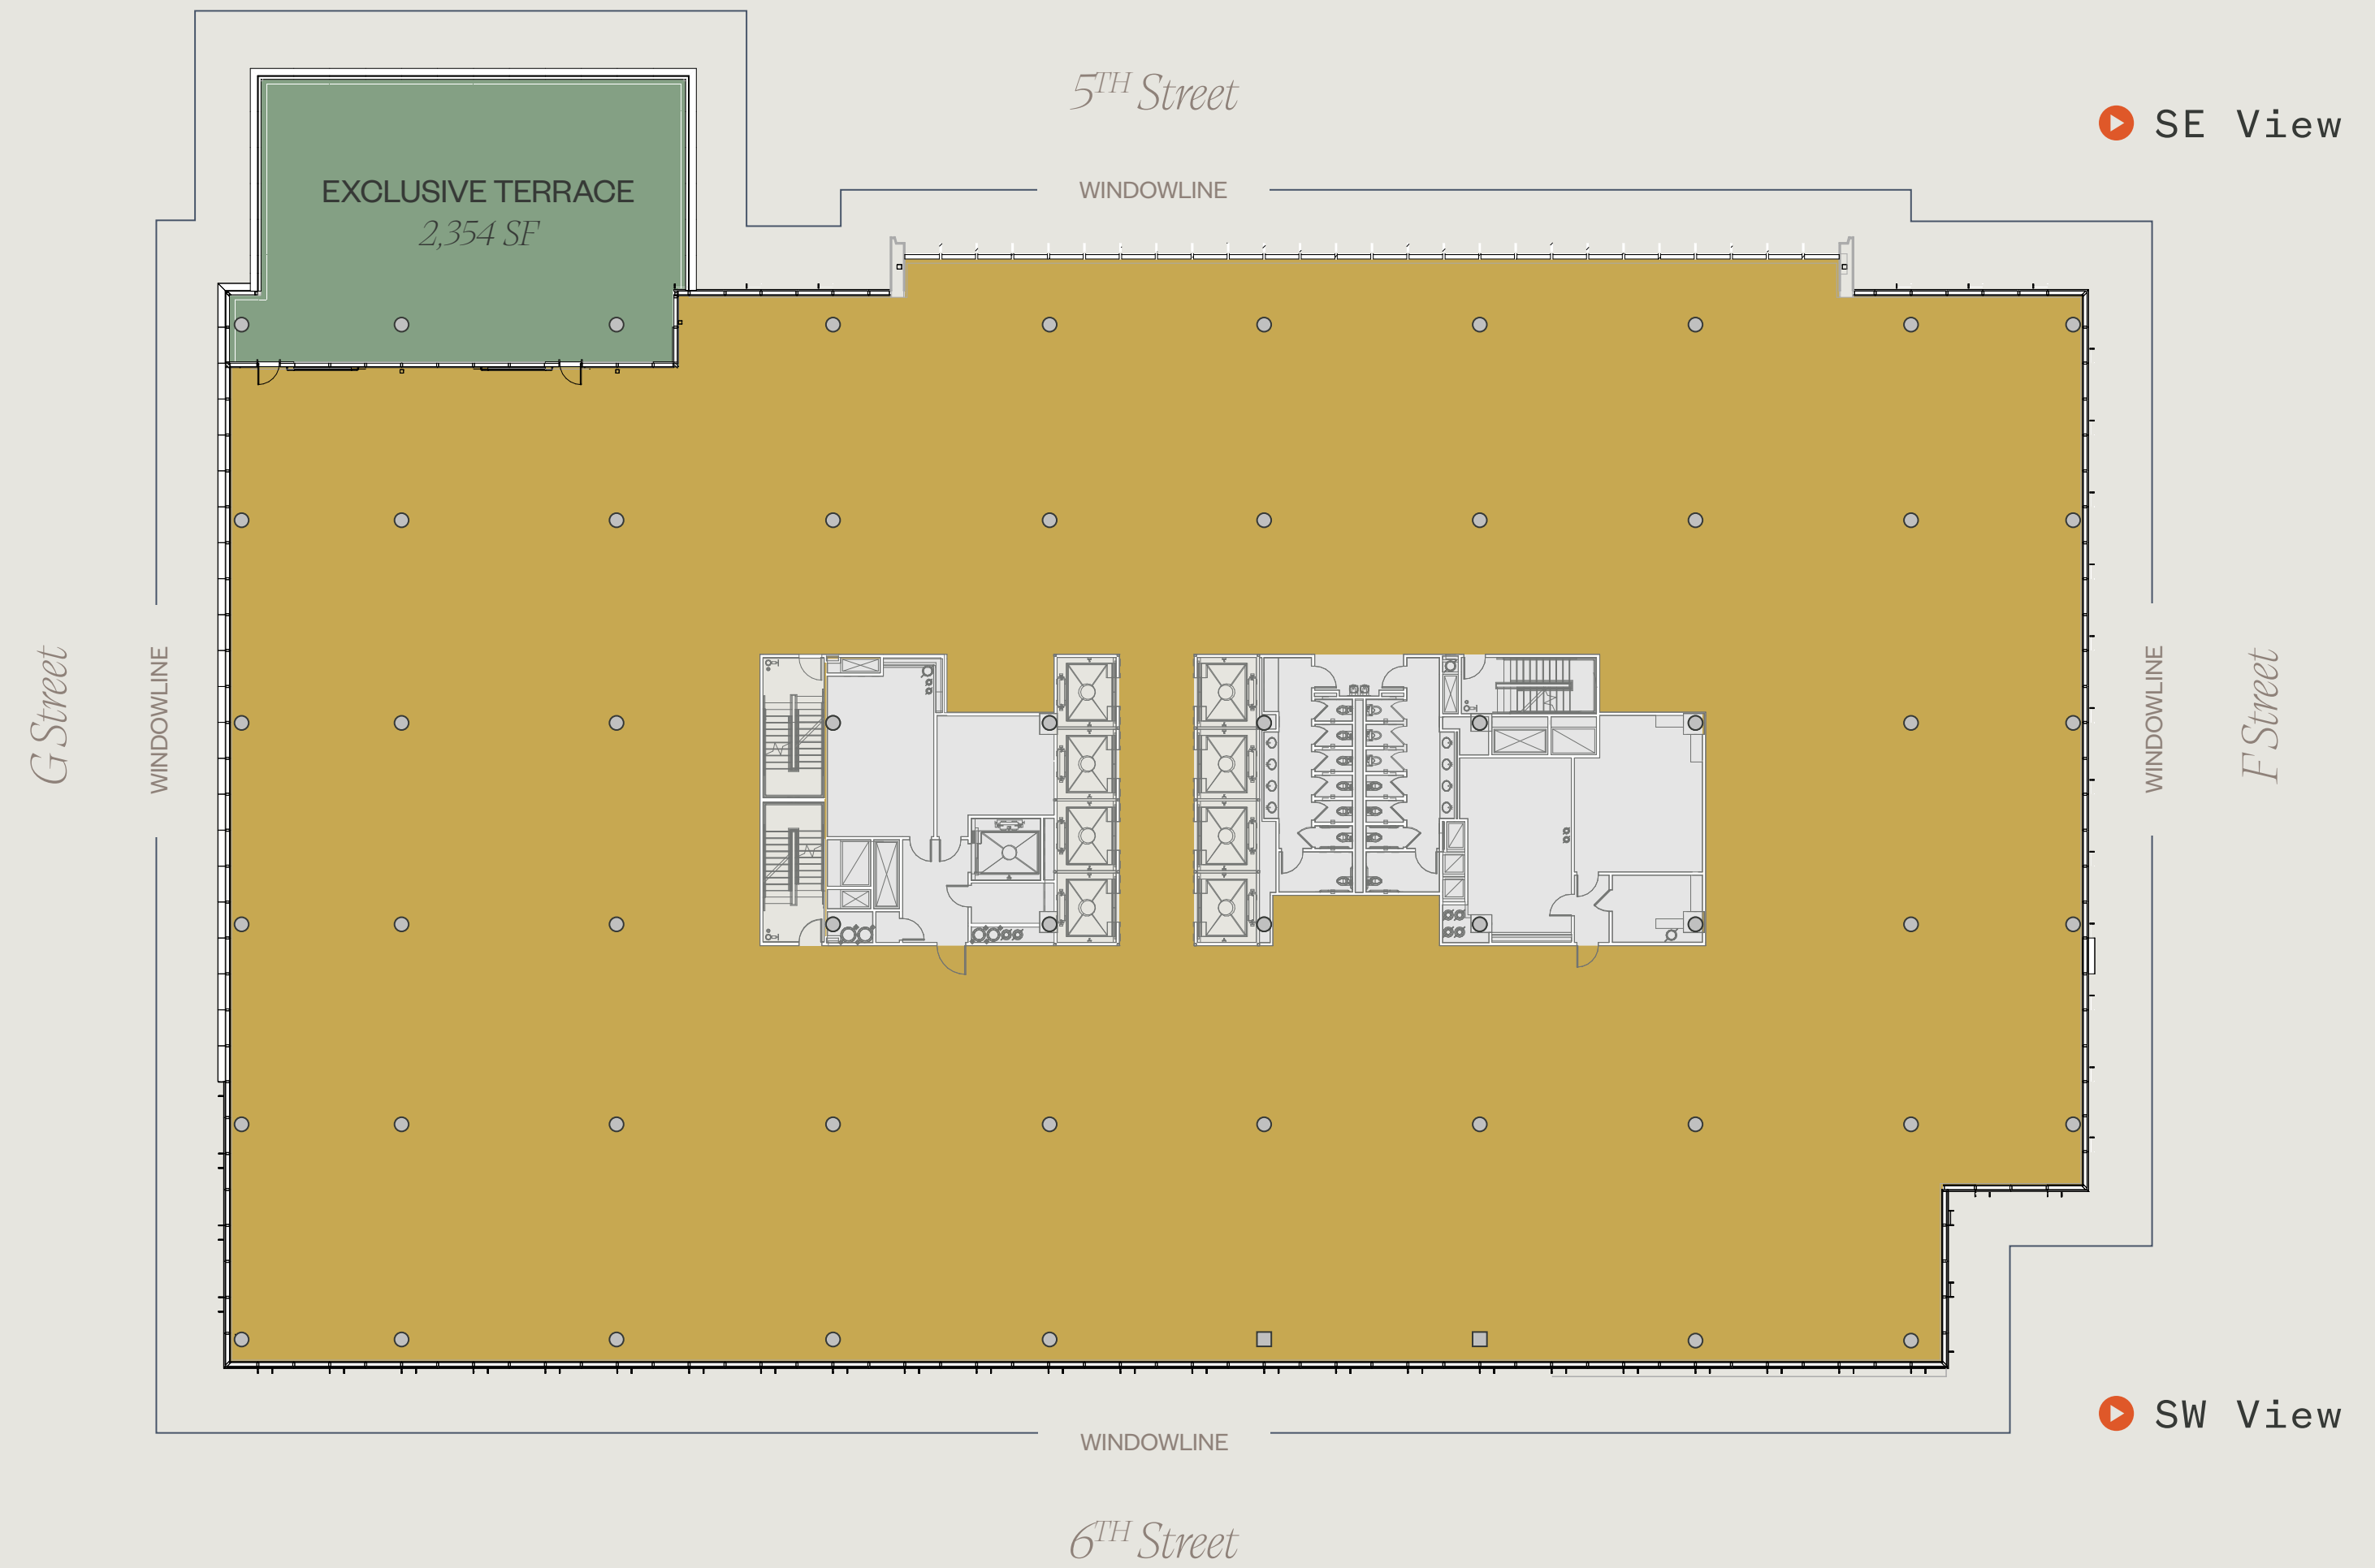 5TH Street
SE View
EXCLUSIVE TERRACE
2,354 SF
WINDOWLINE
G Street
WINDOWLINE
WINDOWLINE
F Street
SW View
WINDOWLINE
6TH Street